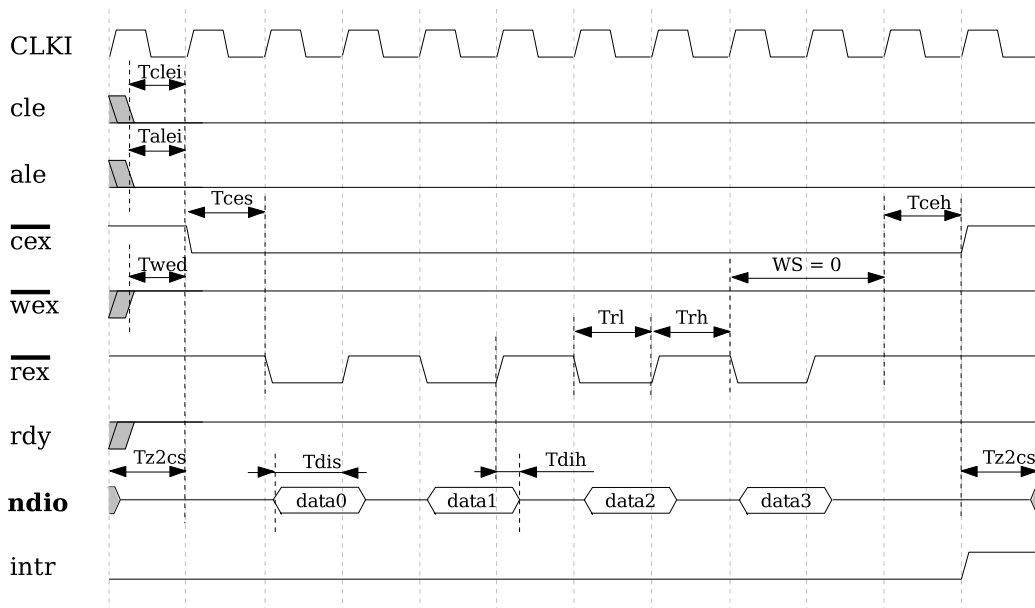 CLKI
Tclei
cle
Talei
ale
Tces
Tceh
cex
Twed
WS = 0
wex
Trl
Trh
rex
rdy
Tz2cs
Tdis
Tdih
Tz2cs
ndio
data0
data1
data2
data3
intr